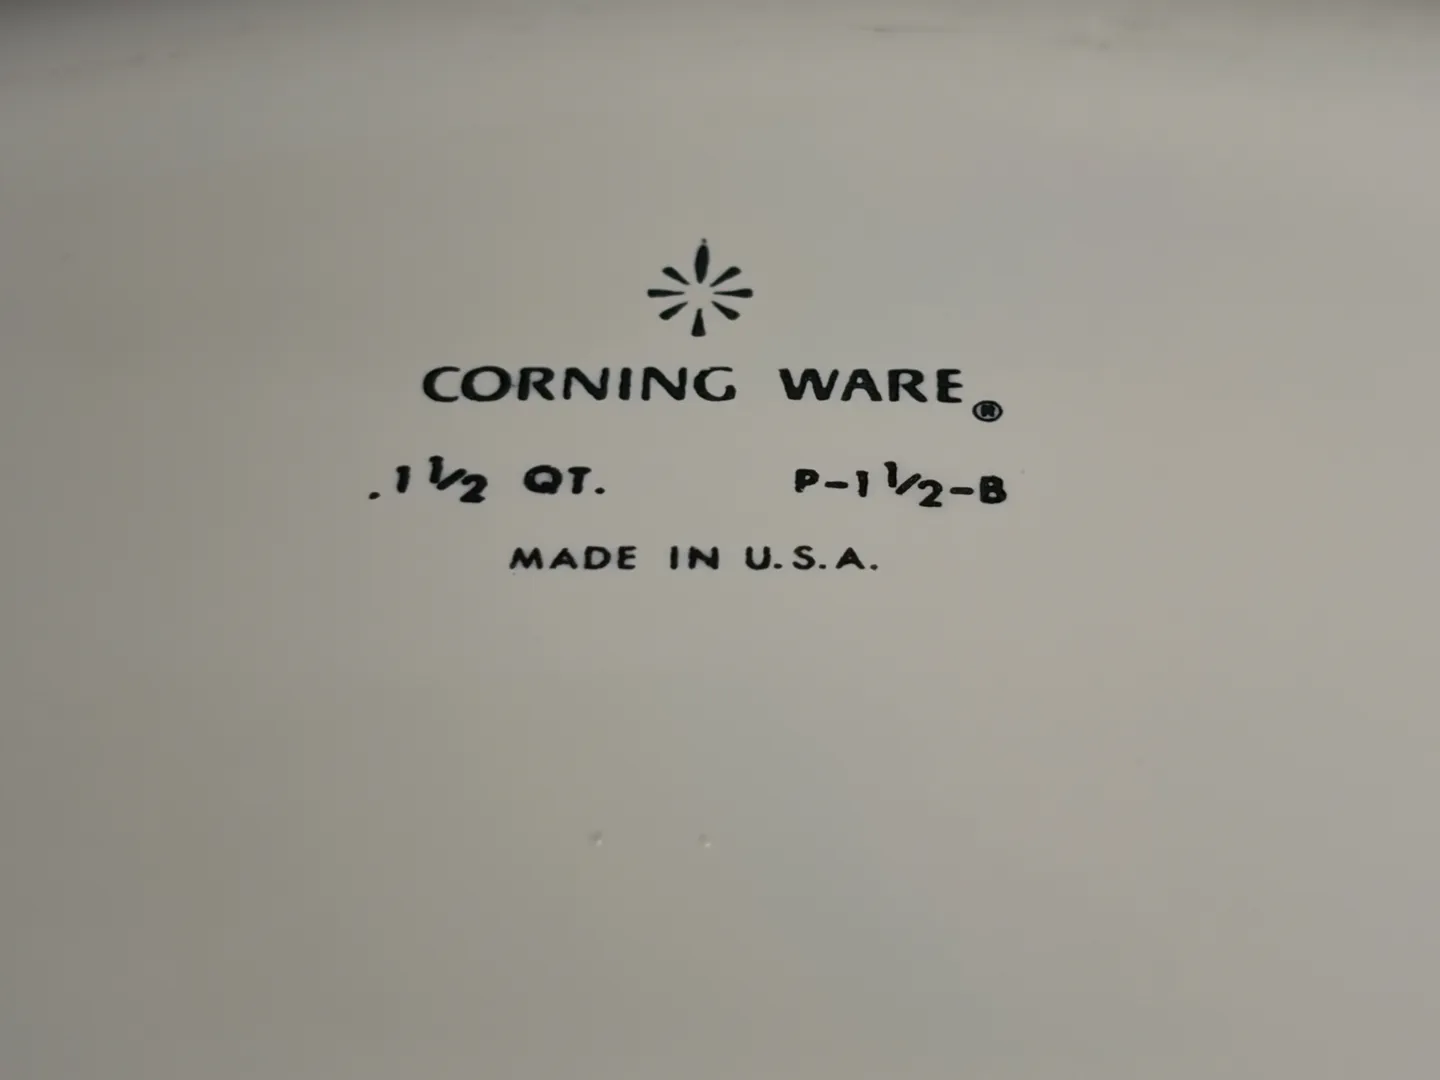 CORNING WARE®
.1 1/2 QT. P-1 1/2-B
MADE IN U.S.A.